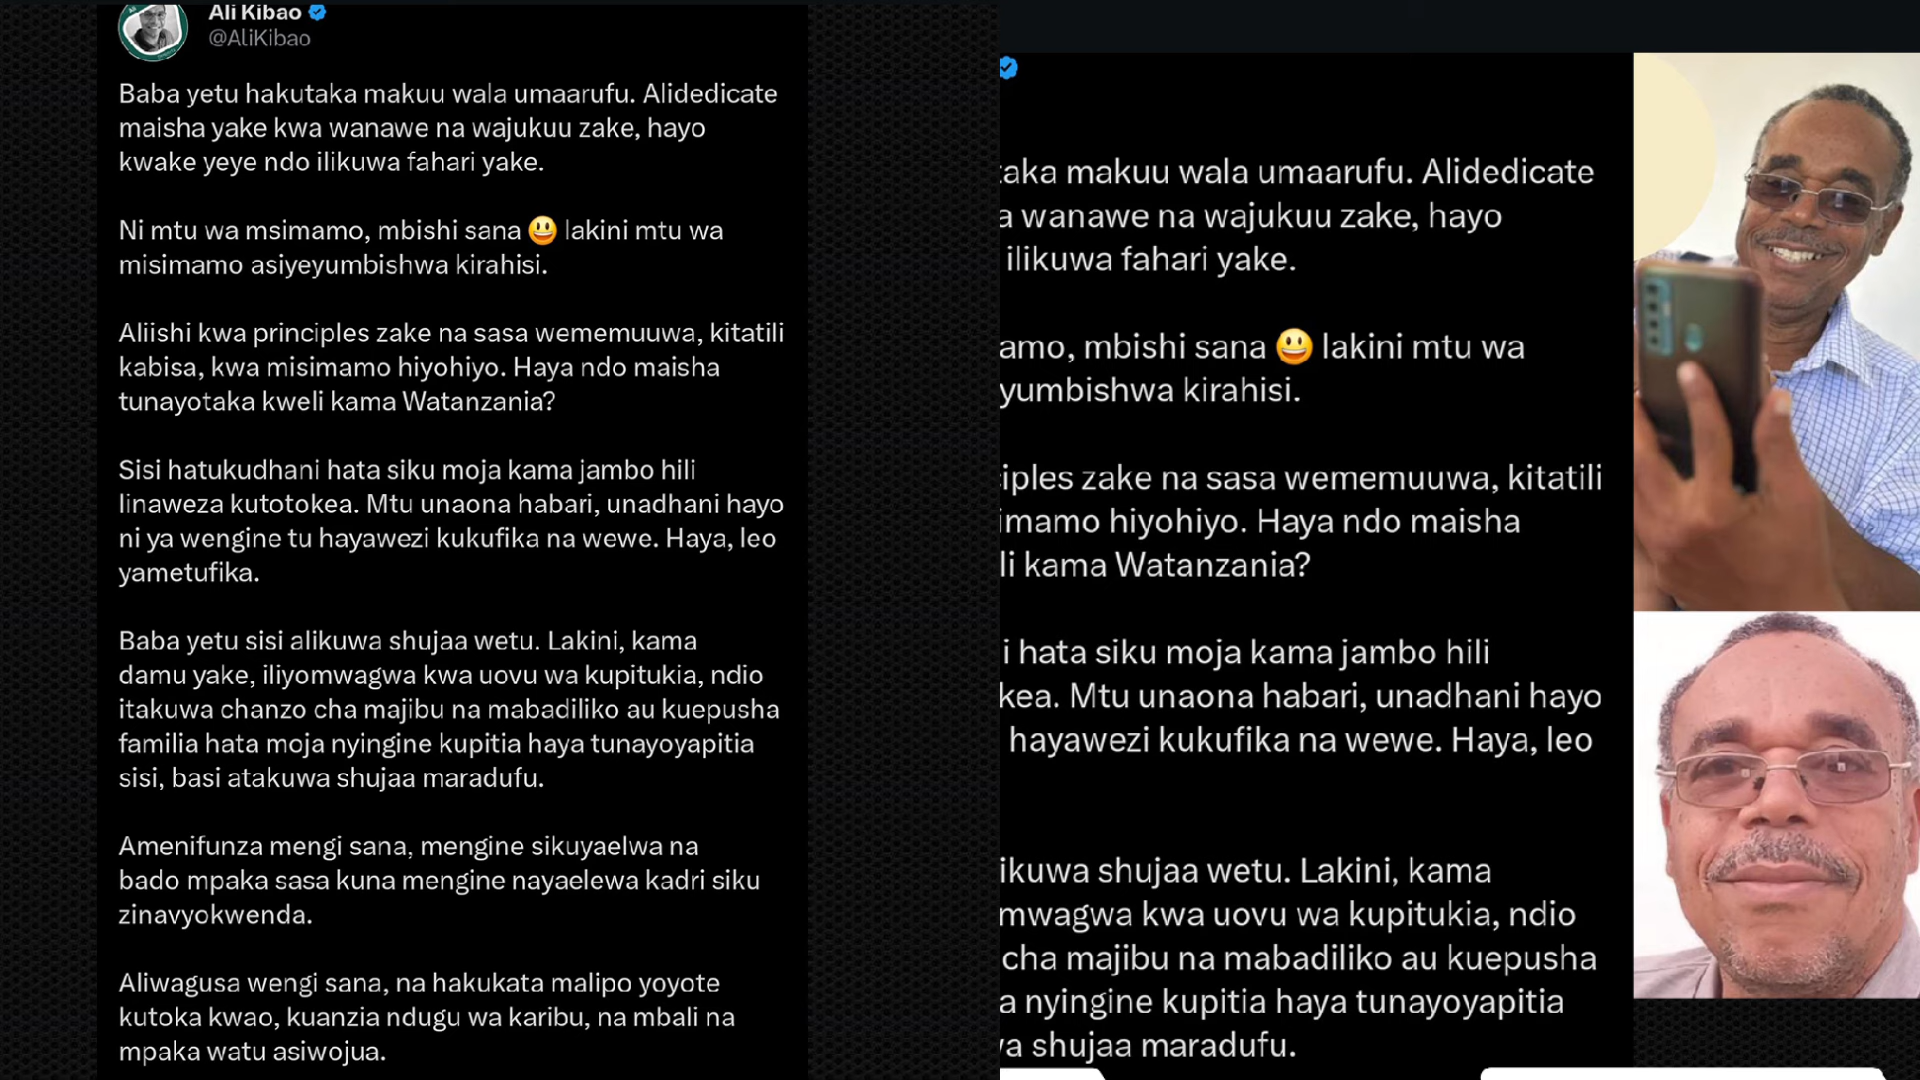 Ali Kibao
@AliKibao
Baba yetu hakutaka makuu wala umaarufu. Alidedicate
maisha yake kwa wanawe na wajukuu zake, hayo
kwake yeye ndo ilikuwa fahari yake.
Ni mtu wa msimamo, mbishi sana 😃 lakini mtu wa
misimamo asiyeyumbishwa kirahisi.
Aliishi kwa principles zake na sasa wememuuwa, kitatili
kabisa, kwa misimamo hiyohiyo. Haya ndo maisha
tunayotaka kweli kama Watanzania?
Sisi hatukudhani hata siku moja kama jambo hili
linaweza kutotokea. Mtu unaona habari, unadhani hayo
ni ya wengine tu hayawezi kukufika na wewe. Haya, leo
yametufika.
Baba yetu sisi alikuwa shujaa wetu. Lakini, kama
damu yake, iliyomwagwa kwa uovu wa kupitukia, ndio
itakuwa chanzo cha majibu na mabadiliko au kuepusha
familia hata moja nyingine kupitia haya tunayoyapitia
sisi, basi atakuwa shujaa maradufu.
Amenifunza mengi sana, mengine sikuyaelwa na
bado mpaka sasa kuna mengine nayaelewa kadri siku
zinavyokwenda.
Aliwagusa wengi sana, na hakukata malipo yoyote
kutoka kwao, kuanzia ndugu wa karibu, na mbali na
mpaka watu asiwojua.
taka makuu wala umaarufu. Alidedicate
a wanawe na wajukuu zake, hayo
ilikuwa fahari yake.
amo, mbishi sana 😃 lakini mtu wa
yumbishwa kirahisi.
iples zake na sasa wememuuwa, kitatili
imamo hiyohiyo. Haya ndo maisha
li kama Watanzania?
i hata siku moja kama jambo hili
kea. Mtu unaona habari, unadhani hayo
hayawezi kukufika na wewe. Haya, leo
ikuwa shujaa wetu. Lakini, kama
mwagwa kwa uovu wa kupitukia, ndio
cha majibu na mabadiliko au kuepusha
a nyingine kupitia haya tunayoyapitia
wa shujaa maradufu.